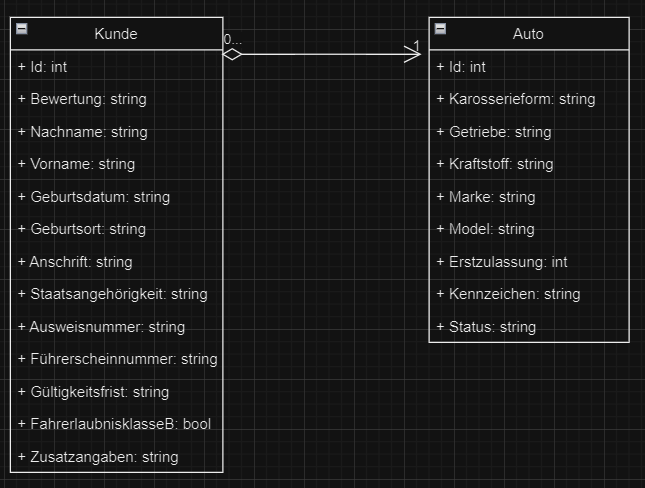 Kunde
+ Id: int
+ Bewertung: string
+ Nachname: string
+ Vorname: string
+ Geburtsdatum: string
+ Geburtsort: string
+ Anschrift: string
+ Staatsangehörigkeit: string
+ Ausweisnummer: string
+ Führerscheinnummer: string
+ Gültigkeitsfrist: string
+ FahrerlaubnisklasseB: bool
+ Zusatzangaben: string
0...
1
Auto
+ Id: int
+ Karosserieform: string
+ Getriebe: string
+ Kraftstoff: string
+ Marke: string
+ Model: string
+ Erstzulassung: int
+ Kennzeichen: string
+ Status: string